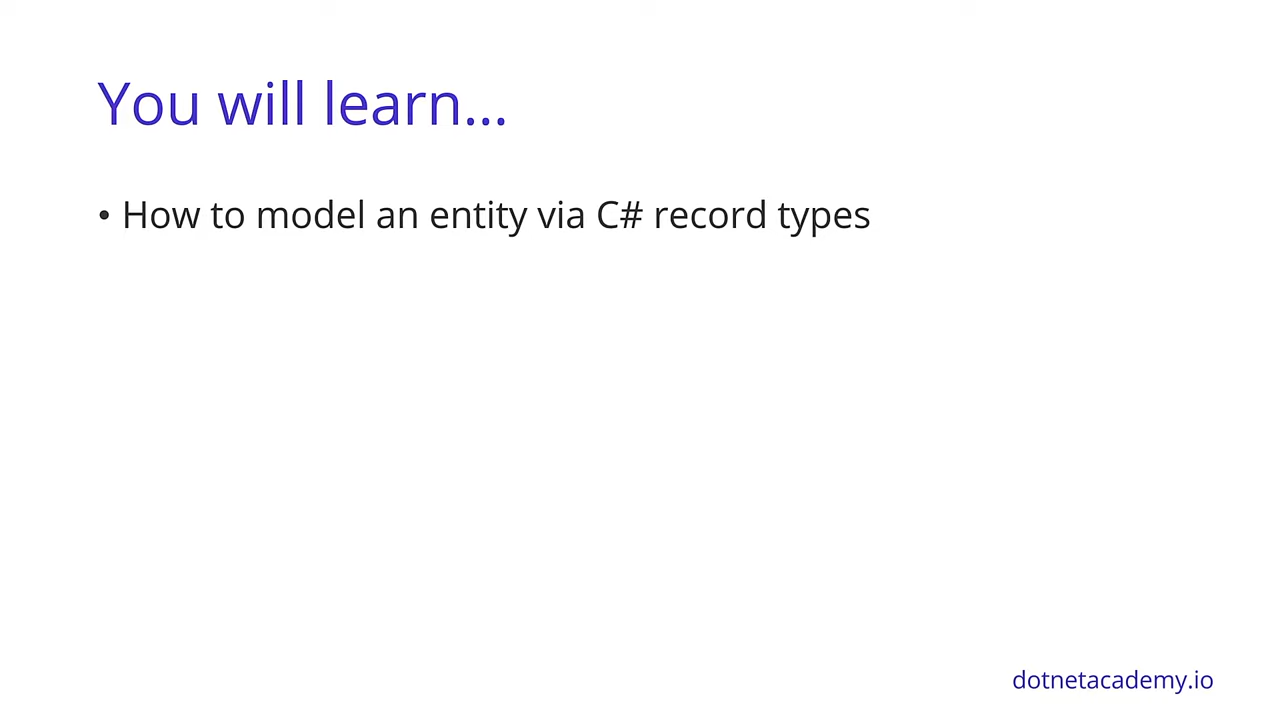 You will learn...
• How to model an entity via C# record types
dotnetacademy.io